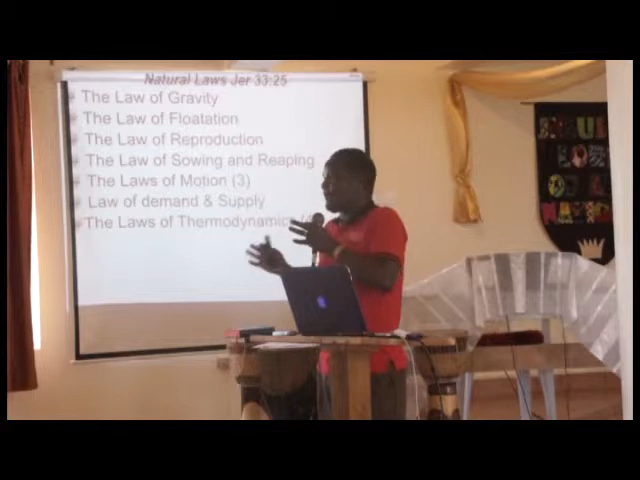 Natural Laws Jer 33:25
The Law of Gravity
The Law of Floatation
The Law of Reproduction
The Law of Sowing and Reaping
The Laws of Motion (3)
Law of demand & Supply
The Laws of Thermodynamics